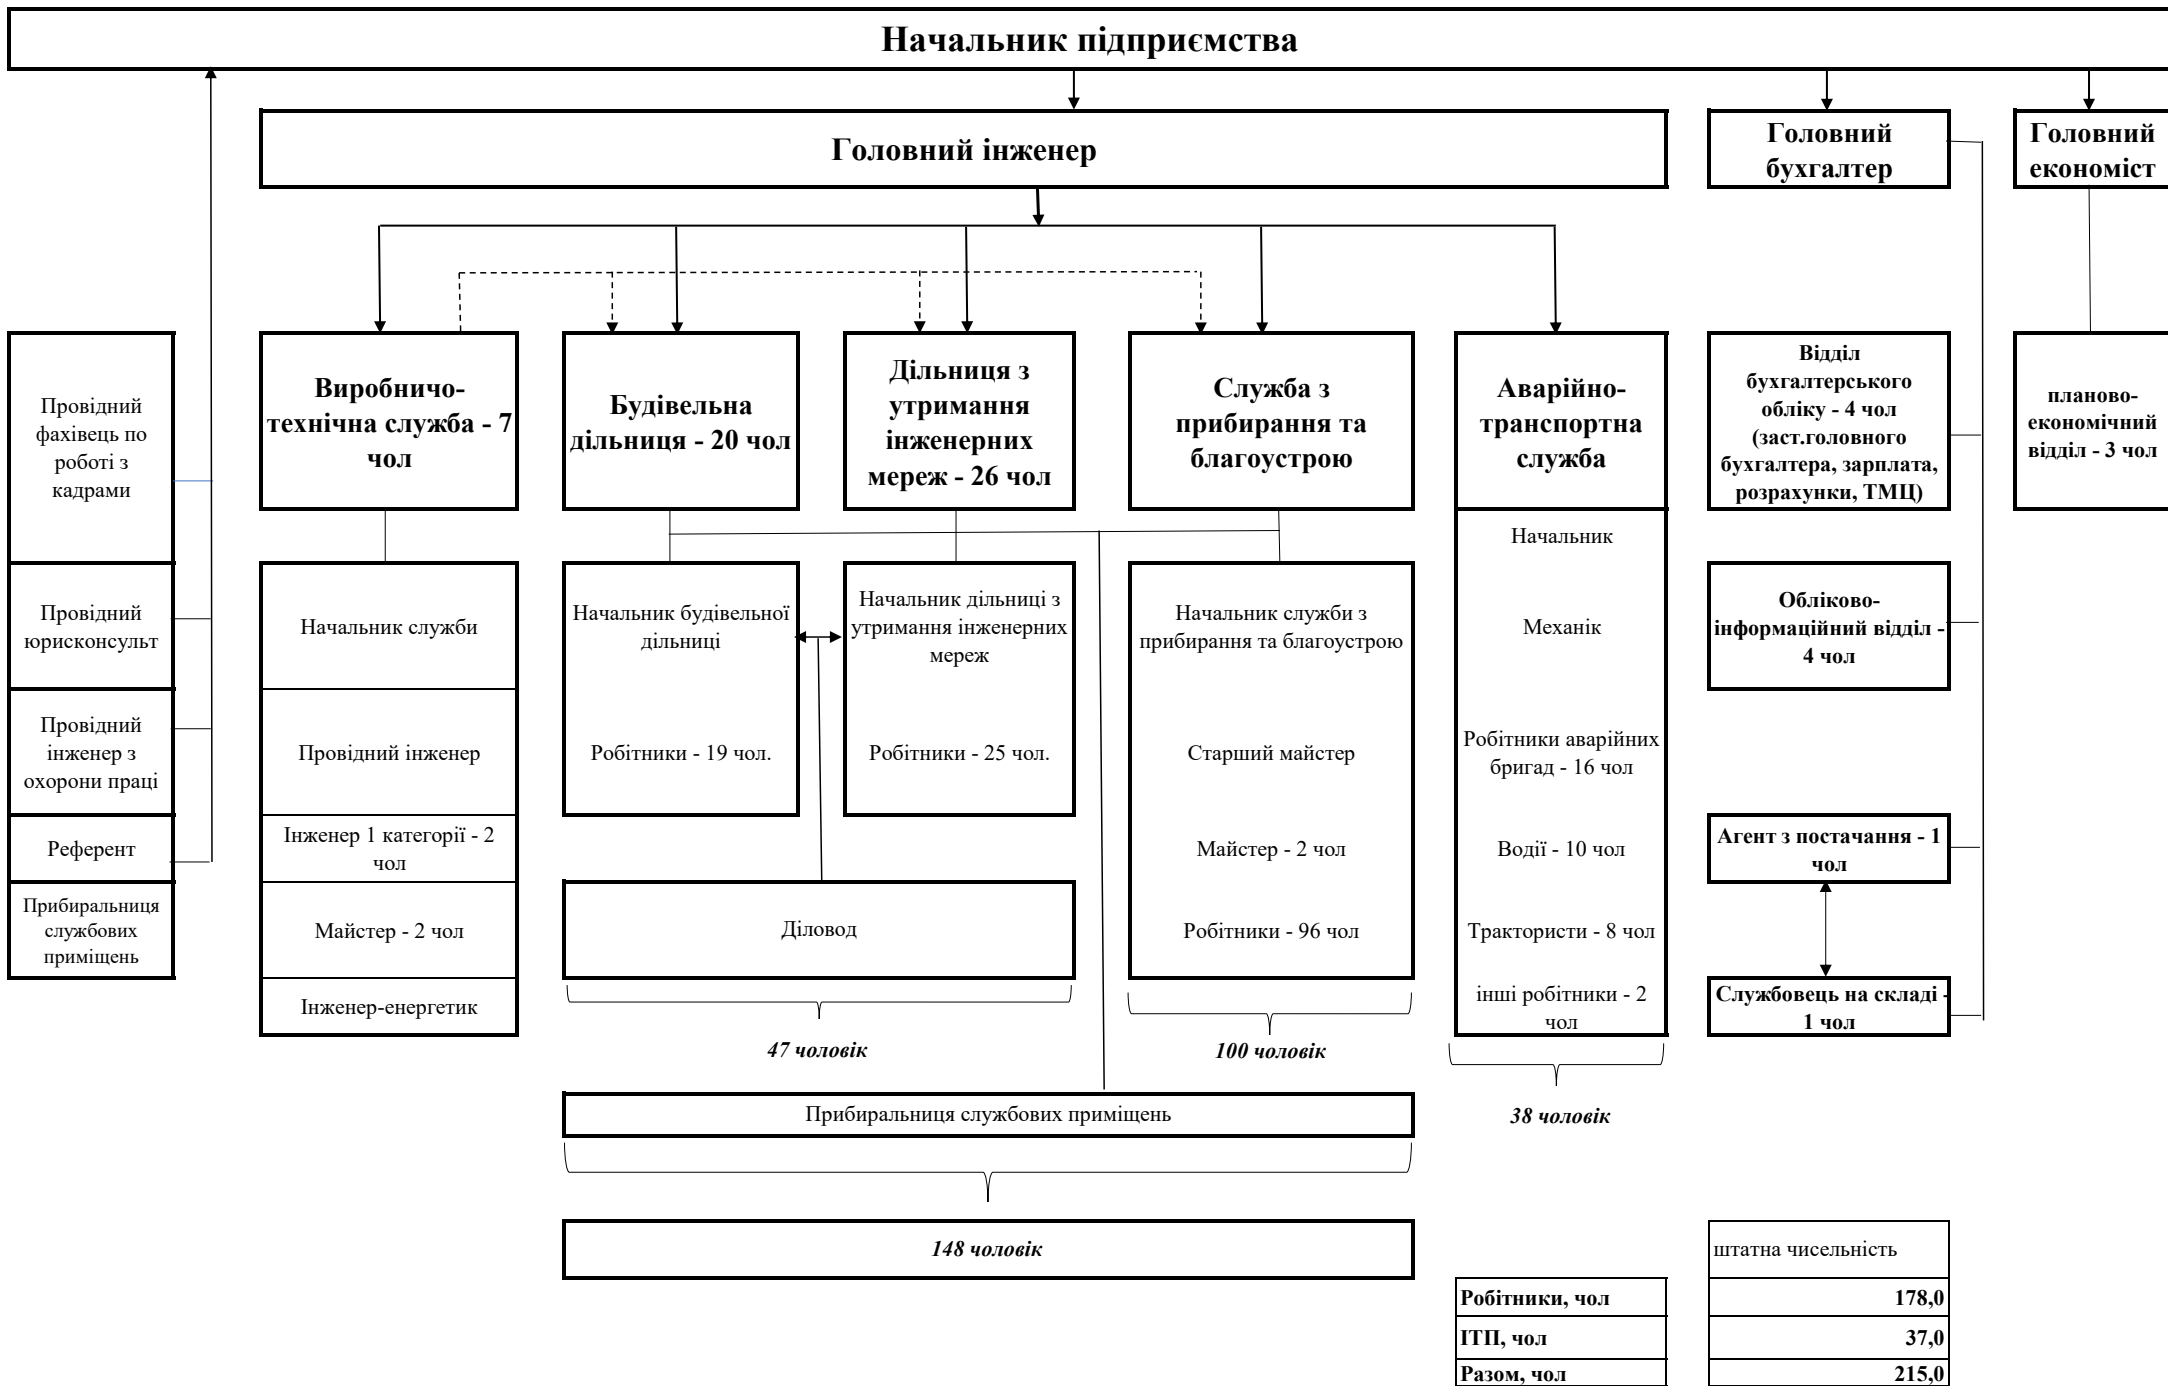 Начальник підприємства
Головний інженер
Головний
бухгалтер
Головний
економіст
Провідний
фахівець по
роботі з
кадрами
Виробничо-
технічна служба - 7
чол
Будівельна
дільниця - 20 чол
Дільниця з
утримання
інженерних
мереж - 26 чол
Служба з
прибирання та
благоустрою
Аварійно-
транспортна
служба
Відділ
бухгалтерського
обліку - 4 чол
(заст.головного
бухгалтера, зарплата,
розрахунки, ТМЦ)
планово-
економічний
відділ - 3 чол
Начальник
Провідний
юрисконсульт
Начальник служби
Начальник будівельної
дільниці
Начальник дільниці з
утримання інженерних
мереж
Начальник служби з
прибирання та благоустрою
Механік
Обліково-
інформаційний відділ -
4 чол
Провідний
інженер з
охорони праці
Провідний інженер
Робітники - 19 чол.
Робітники - 25 чол.
Старший майстер
Робітники аварійних
бригад - 16 чол
Референт
Інженер 1 категорії - 2
чол
Майстер - 2 чол
Водії - 10 чол
Агент з постачання - 1
чол
Прибиральниця
службових
приміщень
Майстер - 2 чол
Діловод
Робітники - 96 чол
Трактористи - 8 чол
Інженер-енергетик
інші робітники - 2
чол
Службовець на складі -
1 чол
47 чоловік
100 чоловік
Прибиральниця службових приміщень
38 чоловік
148 чоловік
штатна чисельність
Робітники, чол 178,0
ІТП, чол 37,0
Разом, чол 215,0